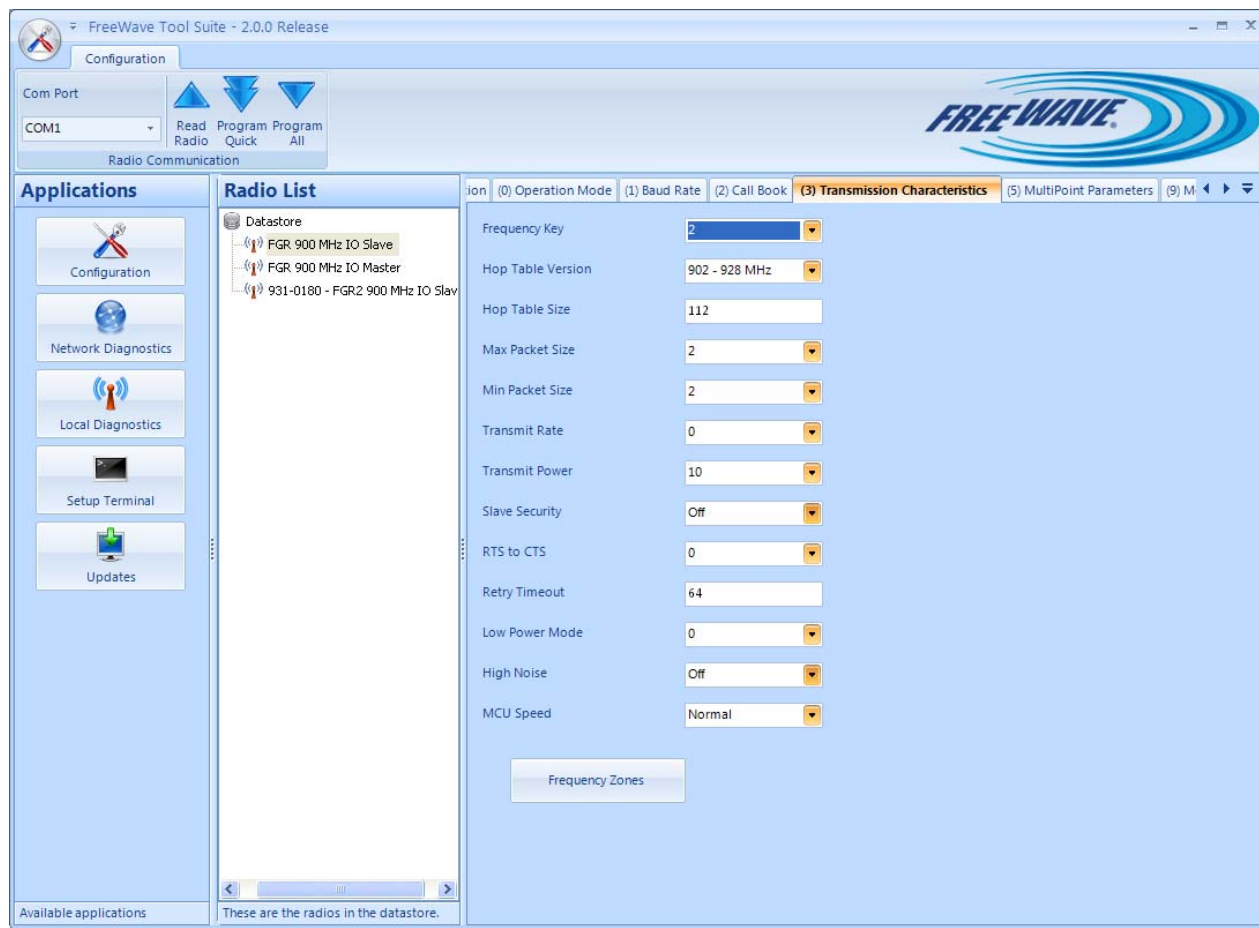 FreeWave Tool Suite - 2.0.0 Release
Configuration
Com Port
COM1
Read Radio
Program Quick
Program All
Radio Communication
FREEWAVE.
Applications
Configuration
Network Diagnostics
Local Diagnostics
Setup Terminal
Updates
Available applications
Radio List
Datastore
FGR 900 MHz IO Slave
FGR 900 MHz IO Master
931-0180 - FGR2 900 MHz IO Slav
These are the radios in the datastore.
ion (0) Operation Mode (1) Baud Rate (2) Call Book (3) Transmission Characteristics (5) MultiPoint Parameters (9) M
Frequency Key 2
Hop Table Version 902 - 928 MHz
Hop Table Size 112
Max Packet Size 2
Min Packet Size 2
Transmit Rate 0
Transmit Power 10
Slave Security Off
RTS to CTS 0
Retry Timeout 64
Low Power Mode 0
High Noise Off
MCU Speed Normal
Frequency Zones